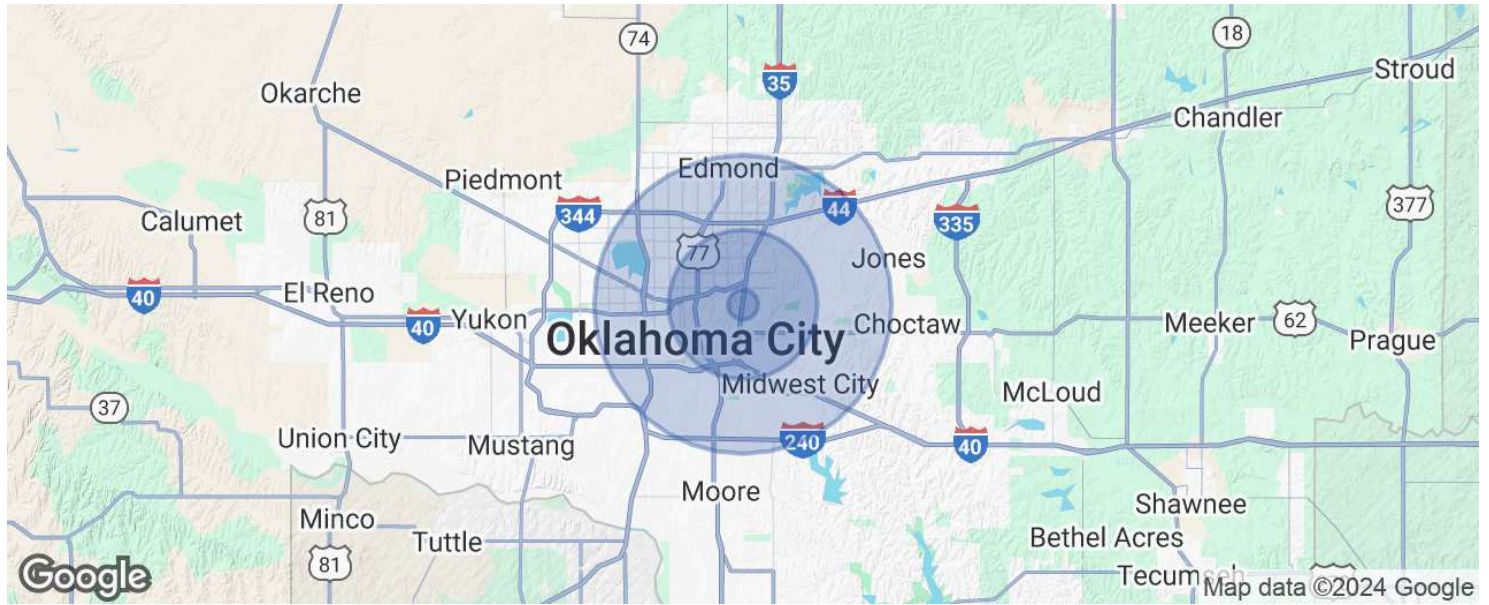 74
18
35
Stroud
Okarche
Chandler
Edmond
Piedmont
81
344
44
335
377
Calumet
77
Jones
40
El Reno
40
Yukon
Oklahoma City
Choctaw
Meeker
62
Prague
Midwest City
McLoud
37
Union City
Mustang
240
40
Moore
Shawnee
Minco
Tuttle
Bethel Acres
81
Tecumseh
Google
Map data ©2024 Google